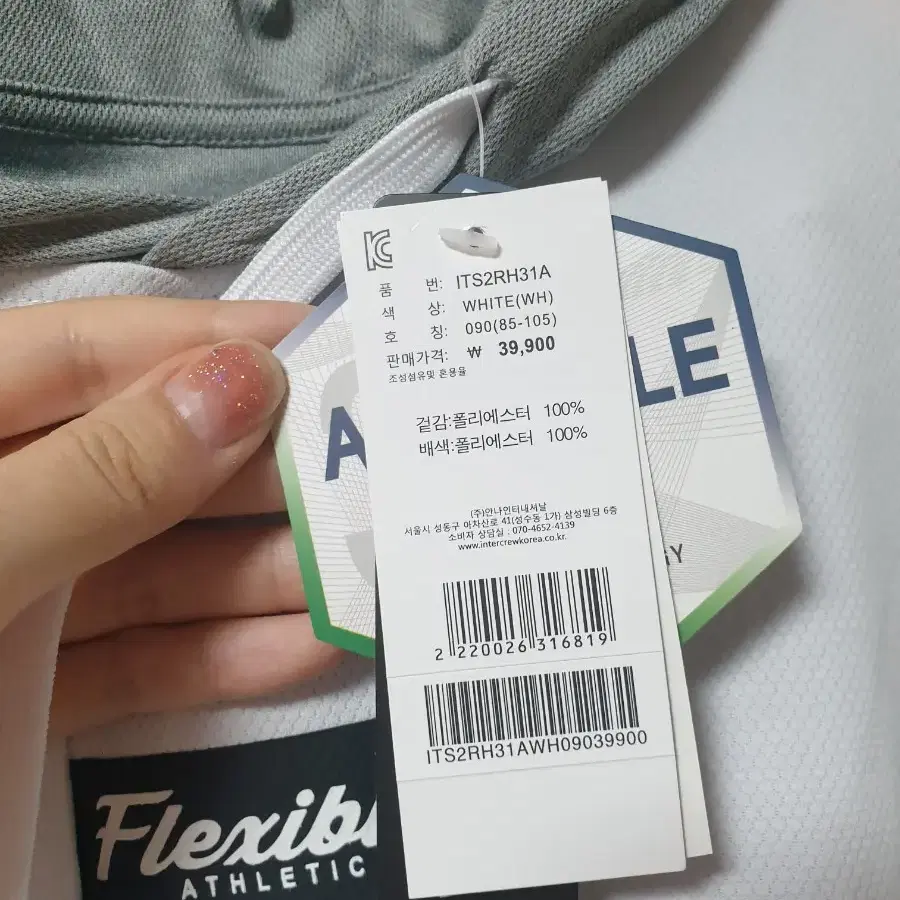 KC
품 번: ITS2RH31A
색 상: WHITE(WH)
호 칭: 090(85-105)
판매가격: ₩ 39,900
조성섬유및 혼용율
겉감:폴리에스터 100%
배색:폴리에스터 100%
(주)안나인터내셔날
서울시 성동구 아차산로 41(성수동 1가) 삼성빌딩 6층
소비자 상담실 : 070-4652-4139
www.intercrewkorea.co.kr.
2 220026 316819
ITS2RH31AWH09039900
A
LE
GY
Flexib
ATHLETIC